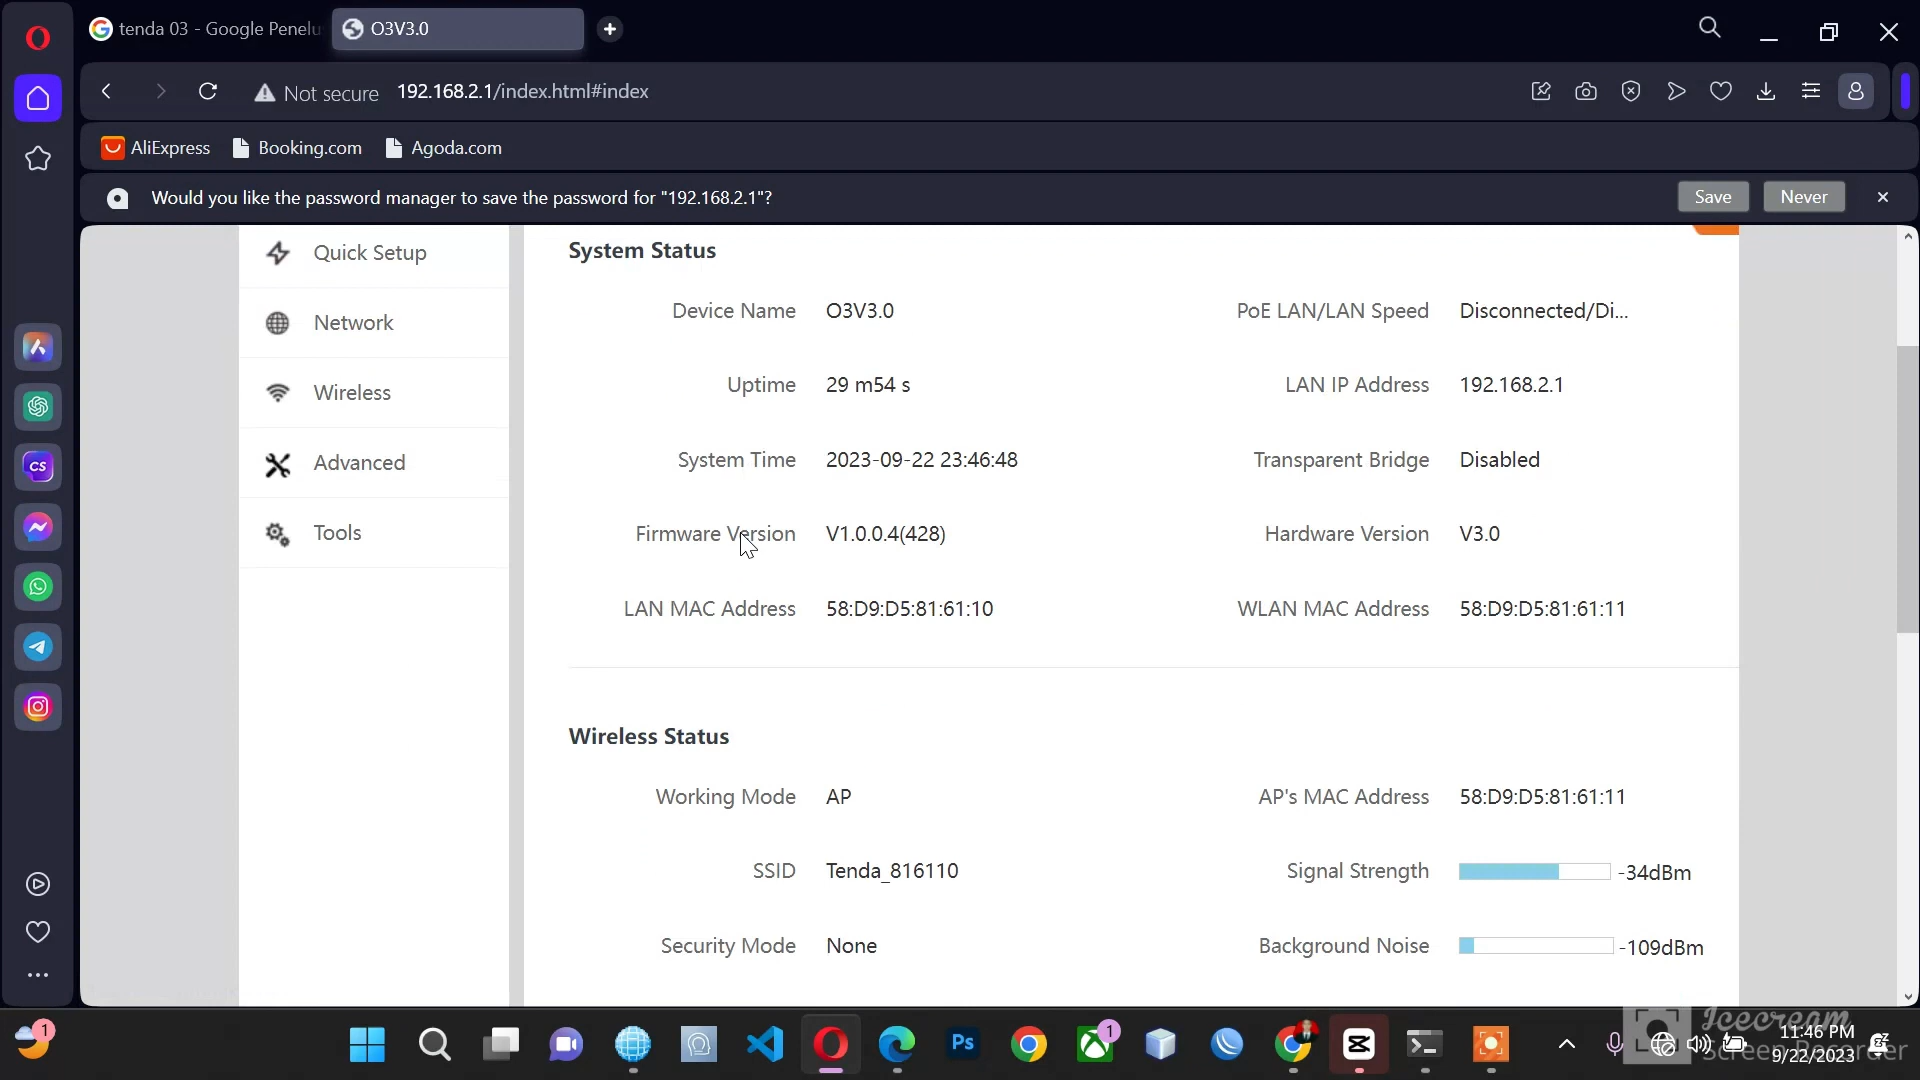 tenda 03 - Google Penelu
O3V3.0
Not secure
192.168.2.1/index.html#index
AliExpress
Booking.com
Agoda.com
Would you like the password manager to save the password for "192.168.2.1"?
Save
Never
Quick Setup
Network
Wireless
Advanced
Tools
System Status
Device Name O3V3.0
PoE LAN/LAN Speed Disconnected/Di...
Uptime 29 m54 s
LAN IP Address 192.168.2.1
System Time 2023-09-22 23:46:48
Transparent Bridge Disabled
Firmware Version V1.0.0.4(428)
Hardware Version V3.0
LAN MAC Address 58:D9:D5:81:61:10
WLAN MAC Address 58:D9:D5:81:61:11
Wireless Status
Working Mode AP
AP's MAC Address 58:D9:D5:81:61:11
SSID Tenda_816110
Signal Strength -34dBm
Security Mode None
Background Noise -109dBm
CS
1
Ps
1
Icecream
Screen Recorder
11:46 PM
9/22/2023